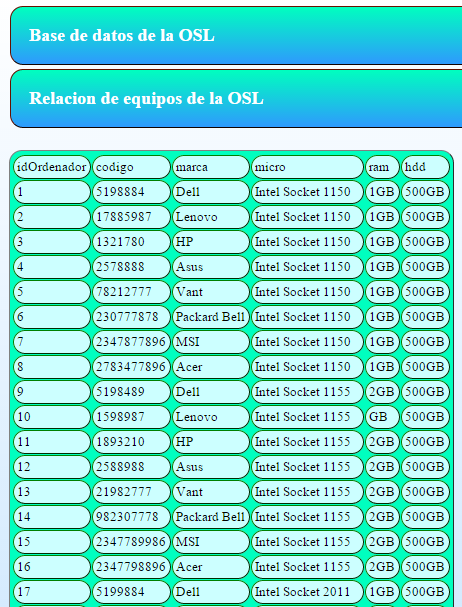 Base de datos de la OSL
Relacion de equipos de la OSL
idOrdenador codigo marca micro ram hdd
1 5198884 Dell Intel Socket 1150 1GB 500GB
2 17885987 Lenovo Intel Socket 1150 1GB 500GB
3 1321780 HP Intel Socket 1150 1GB 500GB
4 2578888 Asus Intel Socket 1150 1GB 500GB
5 78212777 Vant Intel Socket 1150 1GB 500GB
6 230777878 Packard Bell Intel Socket 1150 1GB 500GB
7 2347877896 MSI Intel Socket 1150 1GB 500GB
8 2783477896 Acer Intel Socket 1150 1GB 500GB
9 5198489 Dell Intel Socket 1155 2GB 500GB
10 1598987 Lenovo Intel Socket 1155 GB 500GB
11 1893210 HP Intel Socket 1155 2GB 500GB
12 2588988 Asus Intel Socket 1155 2GB 500GB
13 21982777 Vant Intel Socket 1155 2GB 500GB
14 982307778 Packard Bell Intel Socket 1155 2GB 500GB
15 2347789986 MSI Intel Socket 1155 2GB 500GB
16 2347798896 Acer Intel Socket 1155 2GB 500GB
17 5199884 Dell Intel Socket 2011 1GB 500GB